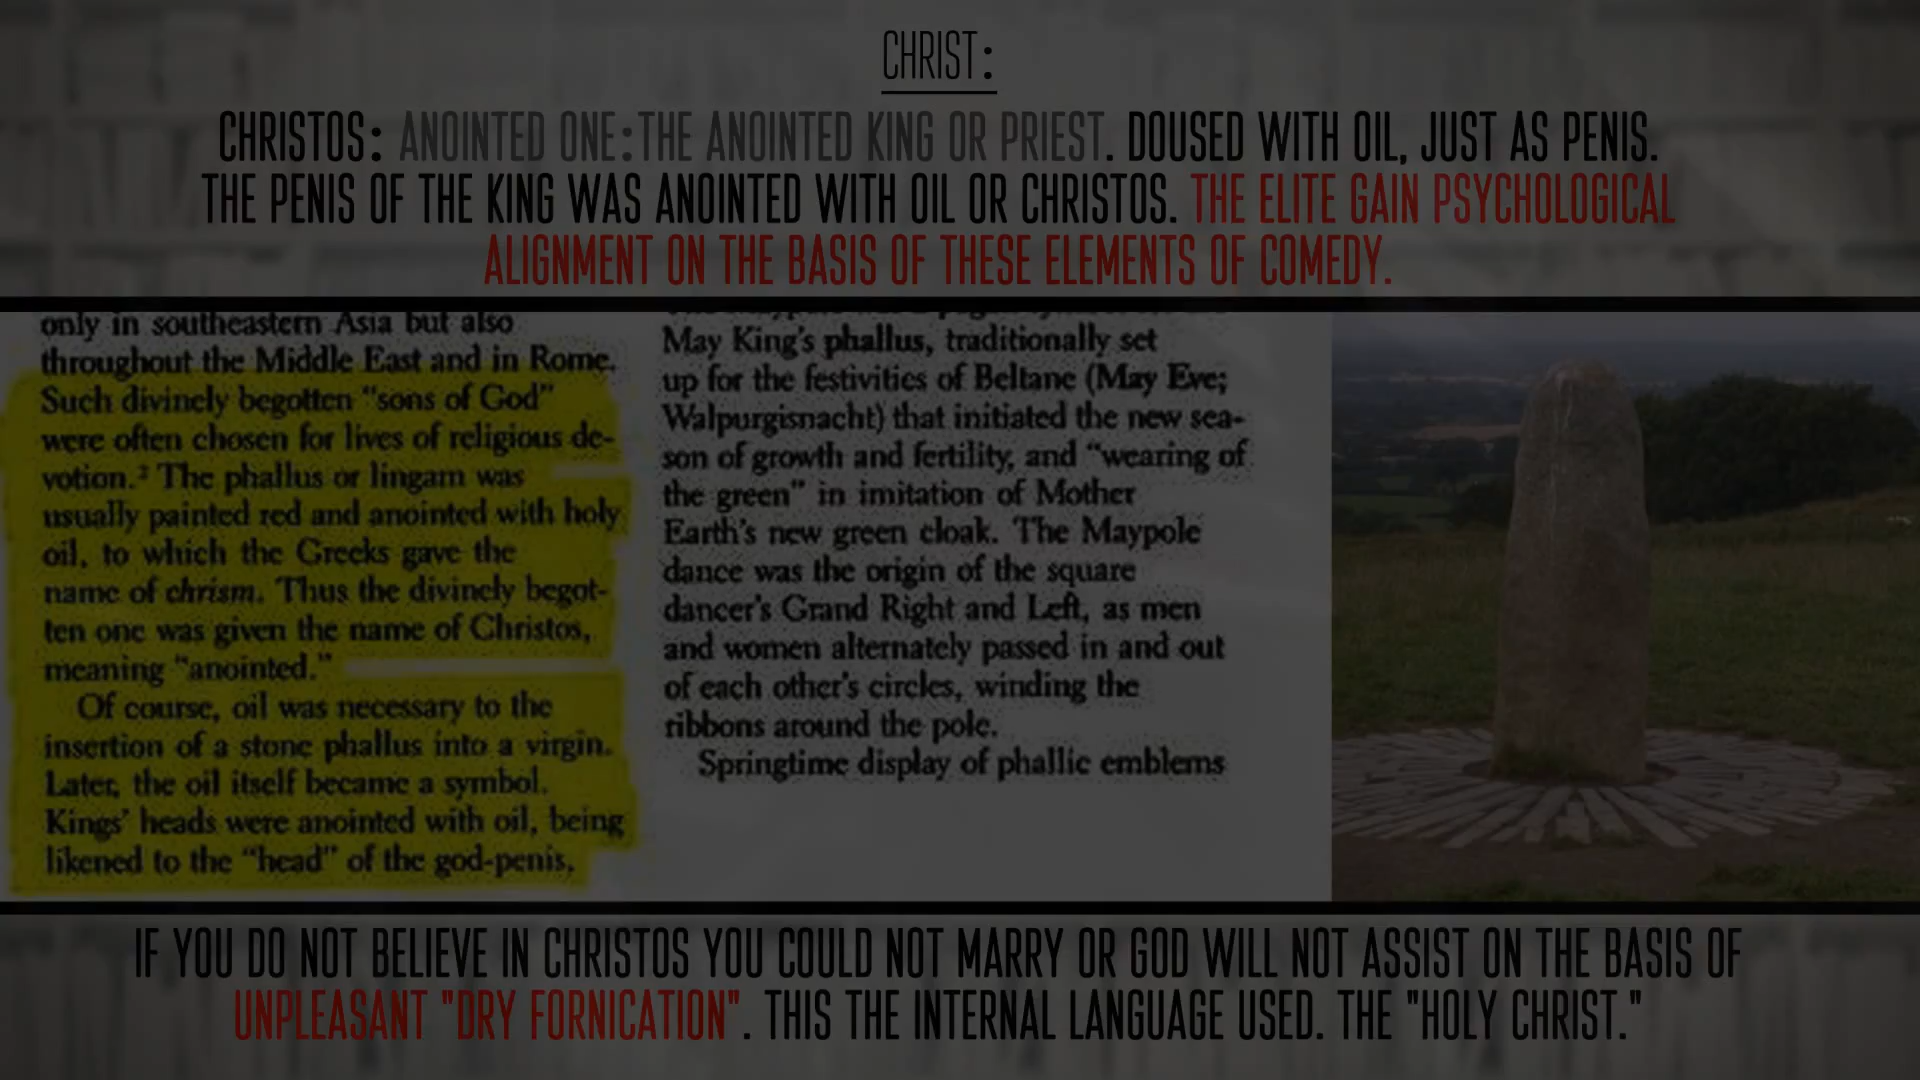 CHRIST:
CHRISTOS: ANOINTED ONE:THE ANOINTED KING OR PRIEST. DOUSED WITH OIL, JUST AS PENIS.
THE PENIS OF THE KING WAS ANOINTED WITH OIL OR CHRISTOS. THE ELITE GAIN PSYCHOLOGICAL
ALIGNMENT ON THE BASIS OF THESE ELEMENTS OF COMEDY.
only in southeastern Asia but also
throughout the Middle East and in Rome.
Such divinely begotten “sons of God”
were often chosen for lives of religious de-
votion.² The phallus or lingam was
usually painted red and anointed with holy
oil, to which the Greeks gave the
name of chrism. Thus the divinely begot-
ten one was given the name of Christos,
meaning “anointed.”
Of course, oil was necessary to the
insertion of a stone phallus into a virgin.
Later, the oil itself became a symbol.
Kings’ heads were anointed with oil, being
likened to the “head” of the god-penis,
May King’s phallus, traditionally set
up for the festivities of Beltane (May Eve;
Walpurgisnacht) that initiated the new sea-
son of growth and fertility, and “wearing of
the green” in imitation of Mother
Earth’s new green cloak. The Maypole
dance was the origin of the square
dancer’s Grand Right and Left, as men
and women alternately passed in and out
of each other’s circles, winding the
ribbons around the pole.
Springtime display of phallic emblems
IF YOU DO NOT BELIEVE IN CHRISTOS YOU COULD NOT MARRY OR GOD WILL NOT ASSIST ON THE BASIS OF
UNPLEASANT "DRY FORNICATION". THIS THE INTERNAL LANGUAGE USED. THE "HOLY CHRIST."